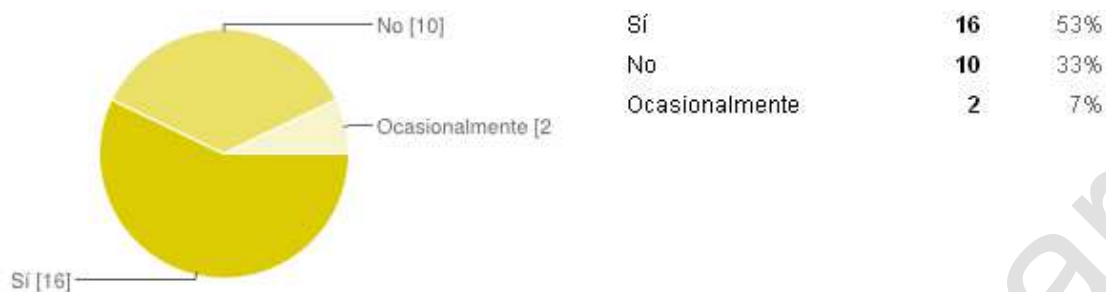 No [10]
Ocasionalmente [2
Sí [16]
Sí 16 53%
No 10 33%
Ocasionalmente 2 7%